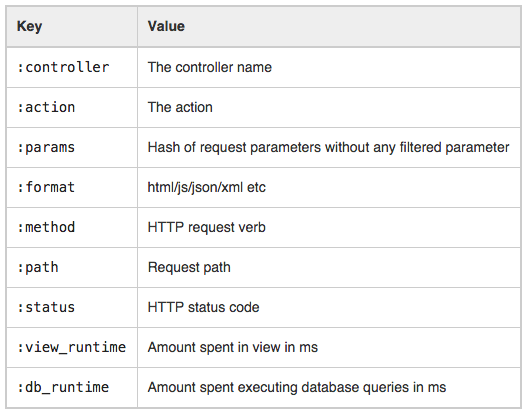 Key Value
:controller The controller name
:action The action
:params Hash of request parameters without any filtered parameter
:format html/js/json/xml etc
:method HTTP request verb
:path Request path
:status HTTP status code
:view_runtime Amount spent in view in ms
:db_runtime Amount spent executing database queries in ms